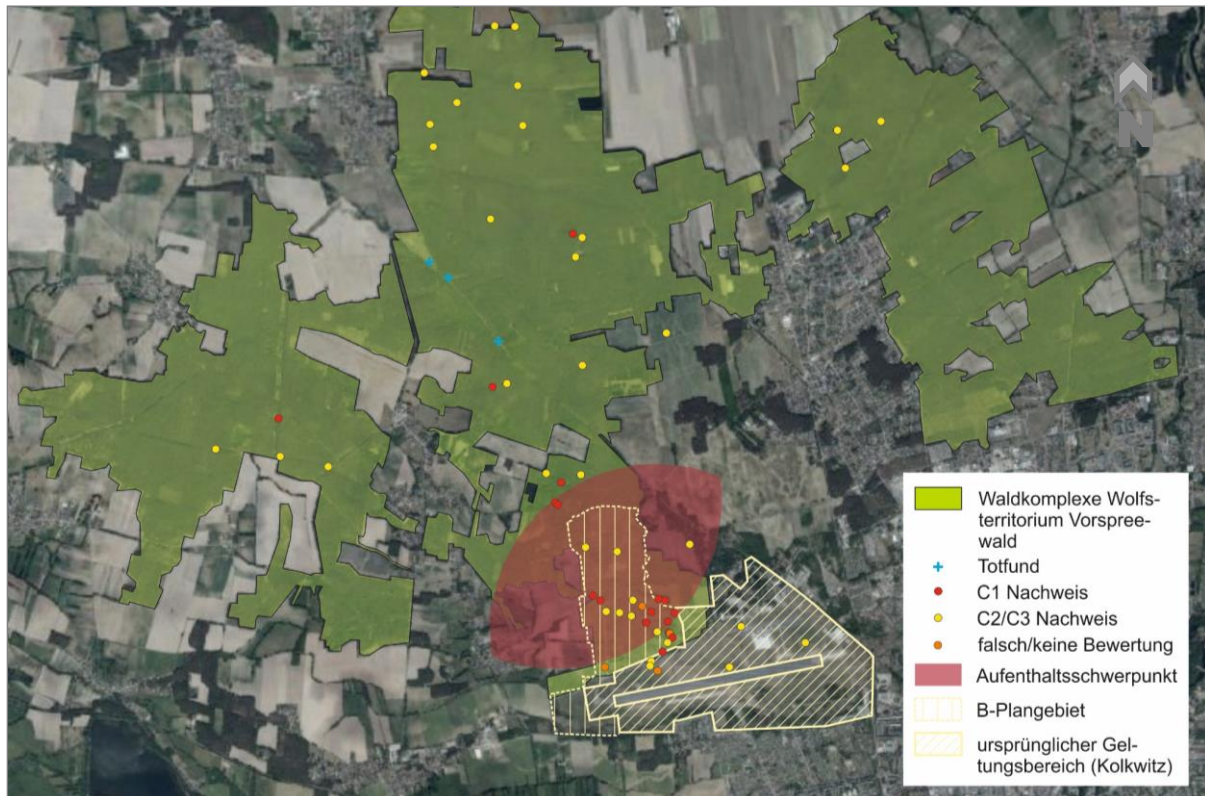 N
Waldkomplexe Wolfs-
territorium Vorspree-
wald
Totfund
C1 Nachweis
C2/C3 Nachweis
falsch/keine Bewertung
Aufenthaltsschwerpunkt
B-Plangebiet
ursprünglicher Gel-
tungsbereich (Kolkwitz)